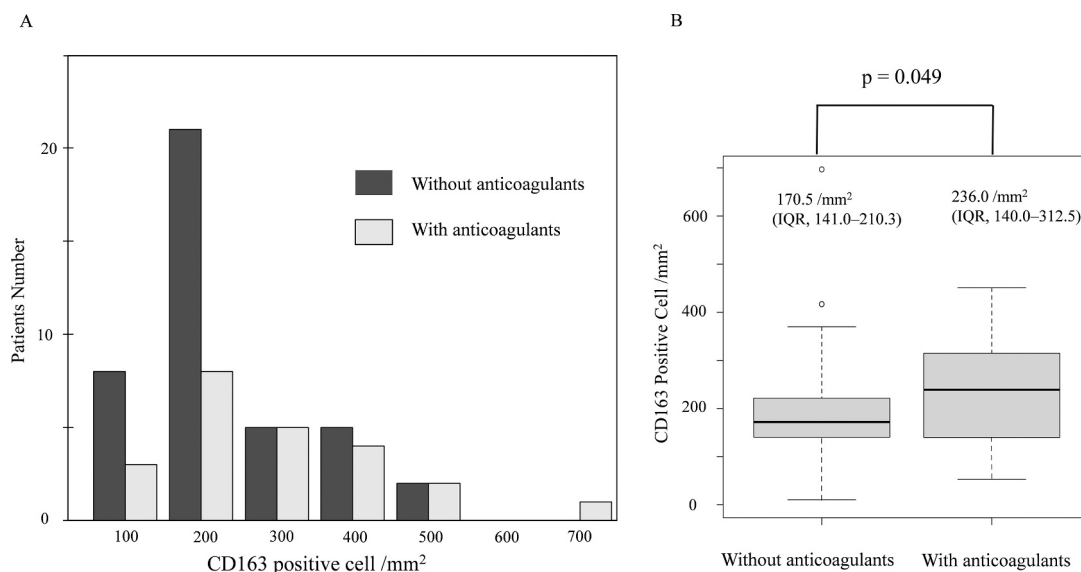 A
20
10
0
Patients Number
Without anticoagulants
With anticoagulants
100 200 300 400 500 600 700
CD163 positive cell /mm²
B
p = 0.049
600
400
200
0
CD163 Positive Cell /mm²
170.5 /mm²
(IQR, 141.0–210.3)
236.0 /mm²
(IQR, 140.0–312.5)
Without anticoagulants
With anticoagulants